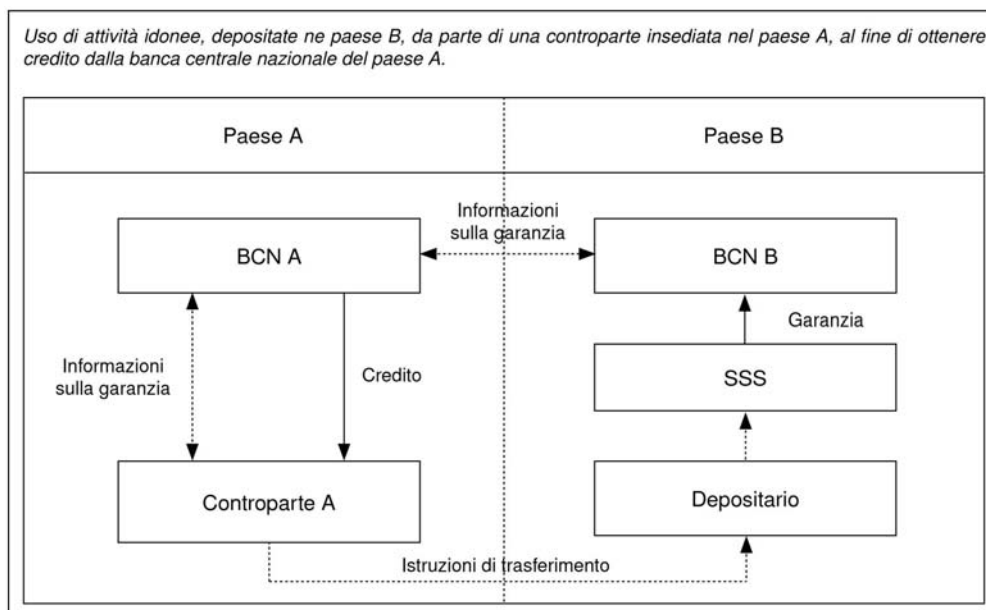 Uso di attività idonee, depositate ne paese B, da parte di una controparte insediata nel paese A, al fine di ottenere
credito dalla banca centrale nazionale del paese A.
Paese A
Paese B
Informazioni
sulla garanzia
BCN A
BCN B
Garanzia
Informazioni
sulla garanzia
Credito
SSS
Controparte A
Depositario
Istruzioni di trasferimento